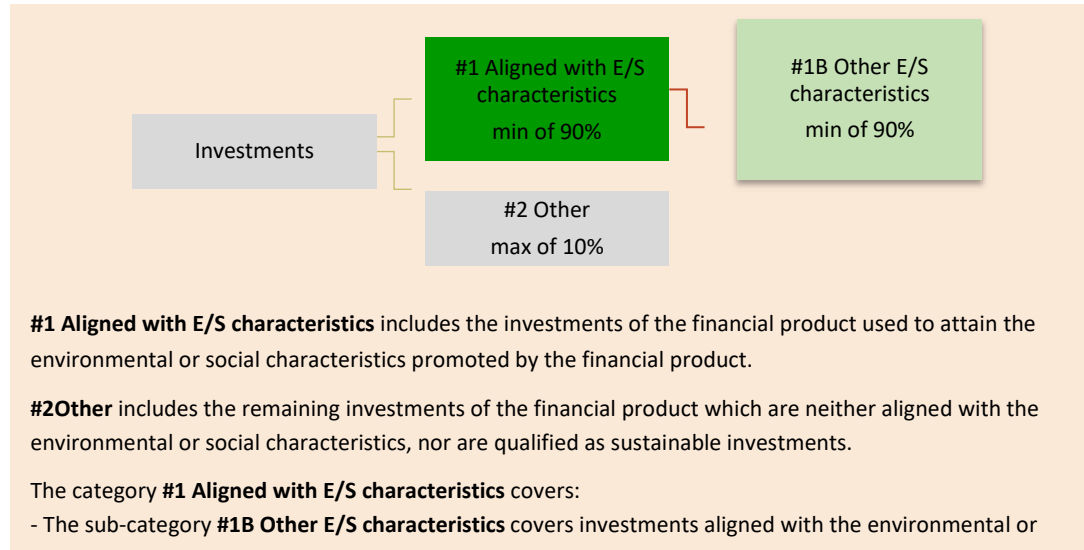 #1 Aligned with E/S
characteristics
min of 90%
#1B Other E/S
characteristics
min of 90%
Investments
#2 Other
max of 10%
#1 Aligned with E/S characteristics includes the investments of the financial product used to attain the
environmental or social characteristics promoted by the financial product.
#2Other includes the remaining investments of the financial product which are neither aligned with the
environmental or social characteristics, nor are qualified as sustainable investments.
The category #1 Aligned with E/S characteristics covers:
- The sub-category #1B Other E/S characteristics covers investments aligned with the environmental or